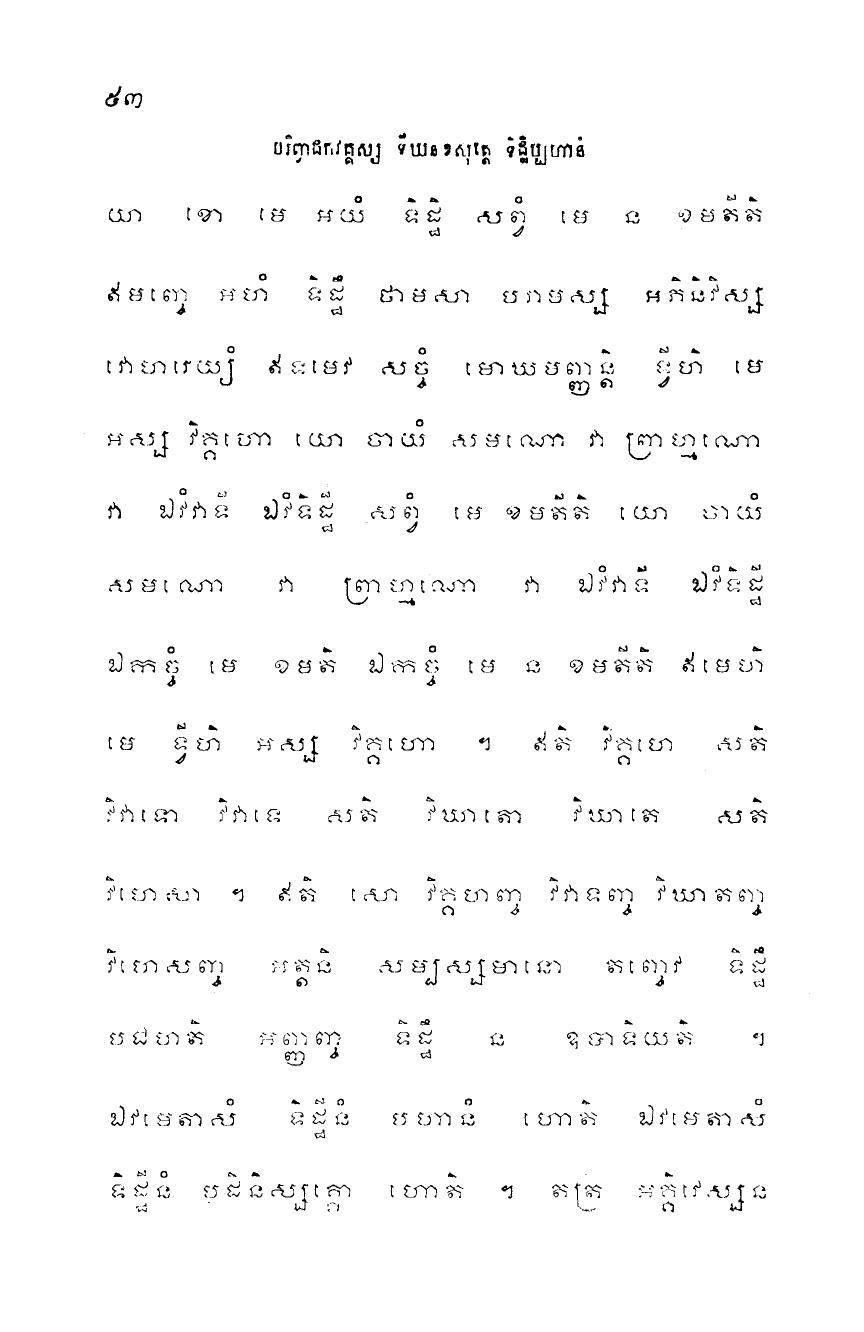 ៥៣
បរិព្វាជកវគ្គស្ស ទីឃនខសុត្តេ ទិដ្ឋិប្បហានំ
យា ខោ មេ អយំ ទិដ្ឋិ សព្វំ មេ ន ខមតីតិ
ឥមញ្ចេ អហំ ទិដ្ឋឹ ថាមសា បរាមស្ស អភិនិវិស្ស
វោហរេយ្យំ ឥទមេវ សច្ចំ មោឃមញ្ញន្តិ ទ្វីហិ មេ
អស្ស វិគ្គហោ យោ ចាយំ សមណោ វា ព្រាហ្មណោ
វា ឯវំវាទី ឯវំទិដ្ឋី សព្វំ មេ ខមតីតិ យោ ចាយំ
សមណោ វា ព្រាហ្មណោ វា ឯវំវាទី ឯវំទិដ្ឋី
ឯកច្ចំ មេ ខមតិ ឯកច្ចំ មេ ន ខមតីតិ ឥមេហិ
មេ ទ្វីហិ អស្ស វិគ្គហោ ។ ឥតិ វិគ្គហេ សតិ
វិវាទោ វិវាទេ សតិ វិឃាតោ វិឃាតេ សតិ
វិហេសា ។ ឥតិ សោ វិគ្គហញ្ច វិវាទញ្ច វិឃាតញ្ច
វិហេសញ្ច អត្តនិ សម្បស្សមានោ តញ្ចេវ ទិដ្ឋឹ
បជហតិ អញ្ញញ្ច ទិដ្ឋឹ ន ឧបាទិយតិ ។
ឯវមេតាសំ ទិដ្ឋីនំ បហានំ ហោតិ ឯវមេតាសំ
ទិដ្ឋីនំ បដិនិស្សគ្គោ ហោតិ ។ តត្រ អគ្គិវេស្សន